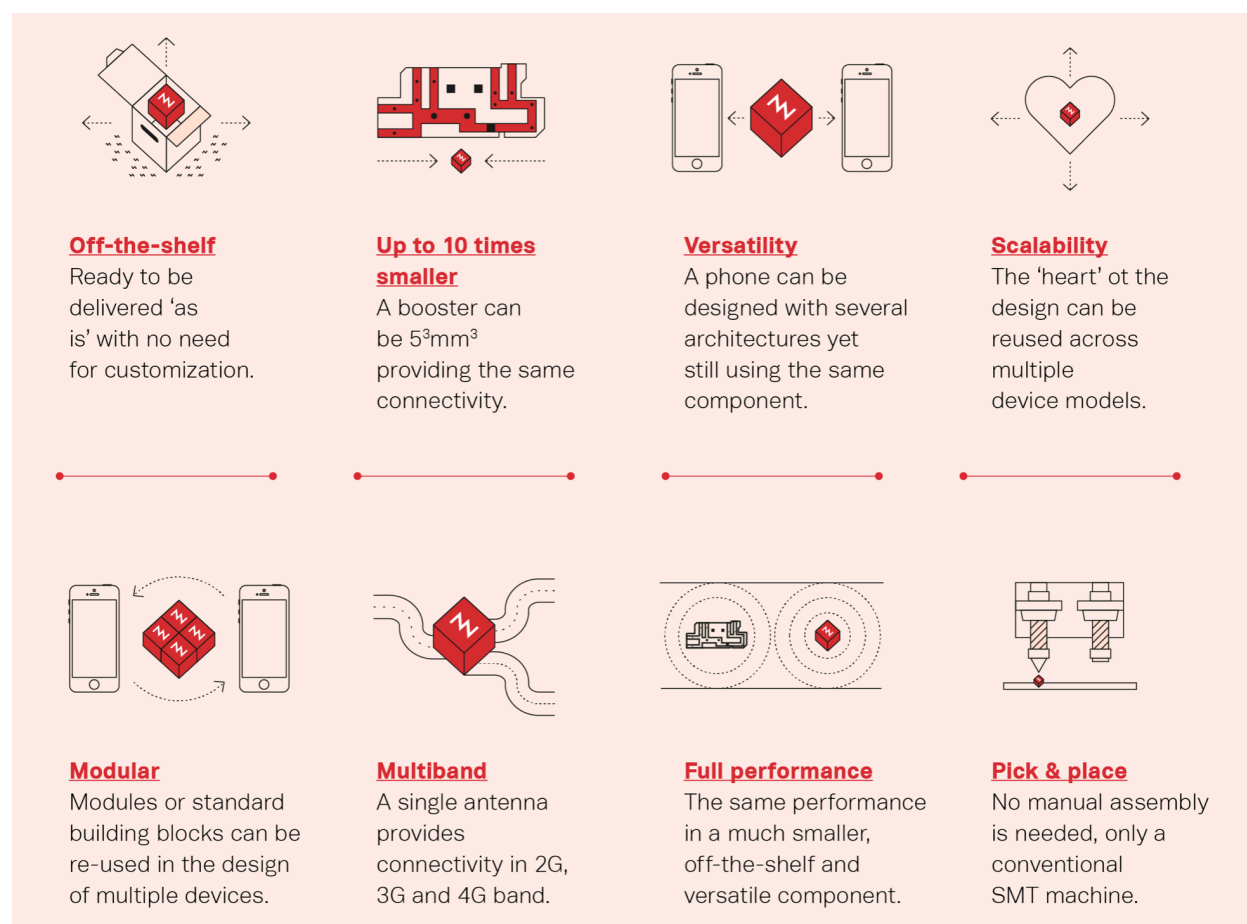 Off-the-shelf
Ready to be
delivered ‘as
is’ with no need
for customization.
Up to 10 times
smaller
A booster can
be 5³mm³
providing the same
connectivity.
Versatility
A phone can be
designed with several
architectures yet
still using the same
component.
Scalability
The ‘heart’ ot the
design can be
reused across
multiple
device models.
Modular
Modules or standard
building blocks can be
re-used in the design
of multiple devices.
Multiband
A single antenna
provides
connectivity in 2G,
3G and 4G band.
Full performance
The same performance
in a much smaller,
off-the-shelf and
versatile component.
Pick & place
No manual assembly
is needed, only a
conventional
SMT machine.